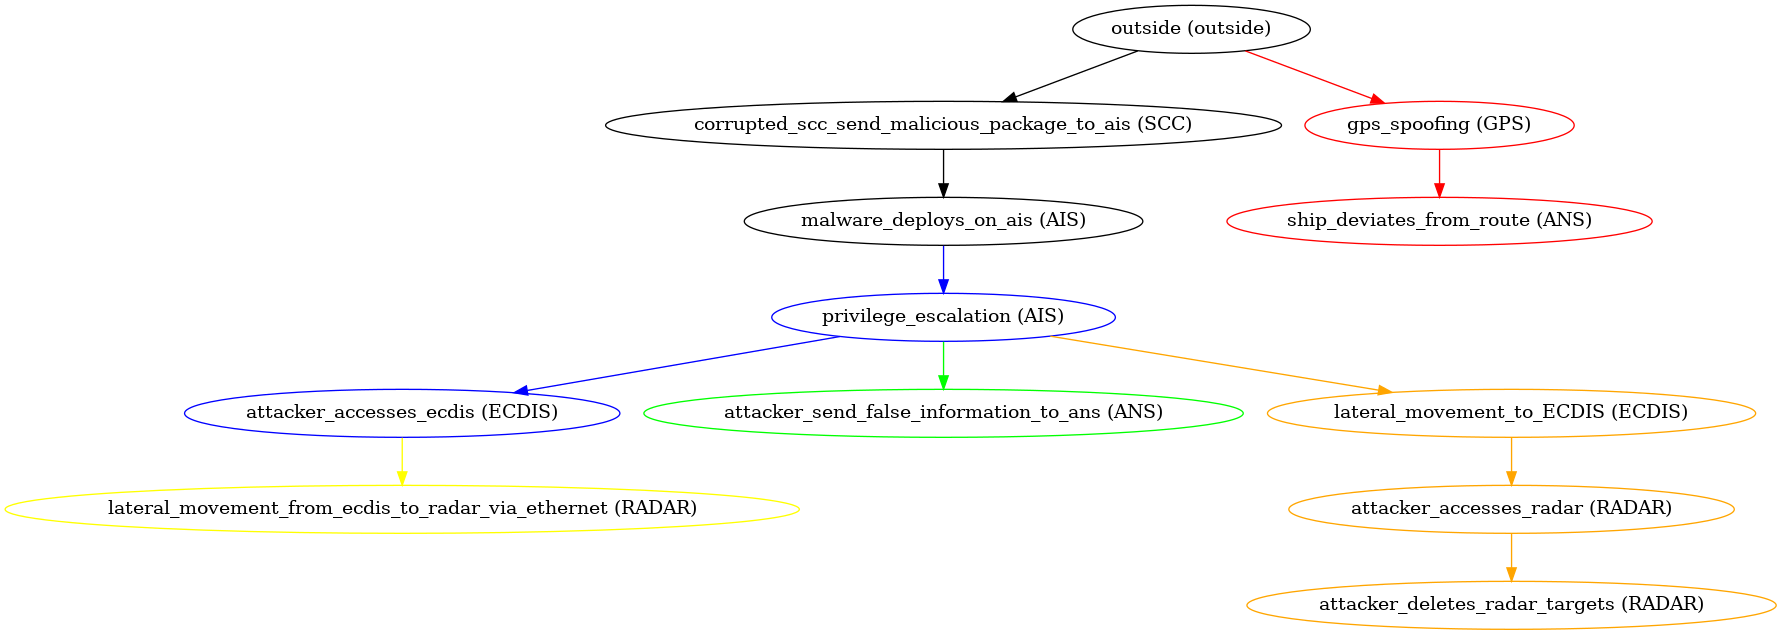 outside (outside)
corrupted_scc_send_malicious_package_to_ais (SCC)
gps_spoofing (GPS)
malware_deploys_on_ais (AIS)
ship_deviates_from_route (ANS)
privilege_escalation (AIS)
attacker_accesses_ecdis (ECDIS)
attacker_send_false_information_to_ans (ANS)
lateral_movement_to_ECDIS (ECDIS)
lateral_movement_from_ecdis_to_radar_via_ethernet (RADAR)
attacker_accesses_radar (RADAR)
attacker_deletes_radar_targets (RADAR)